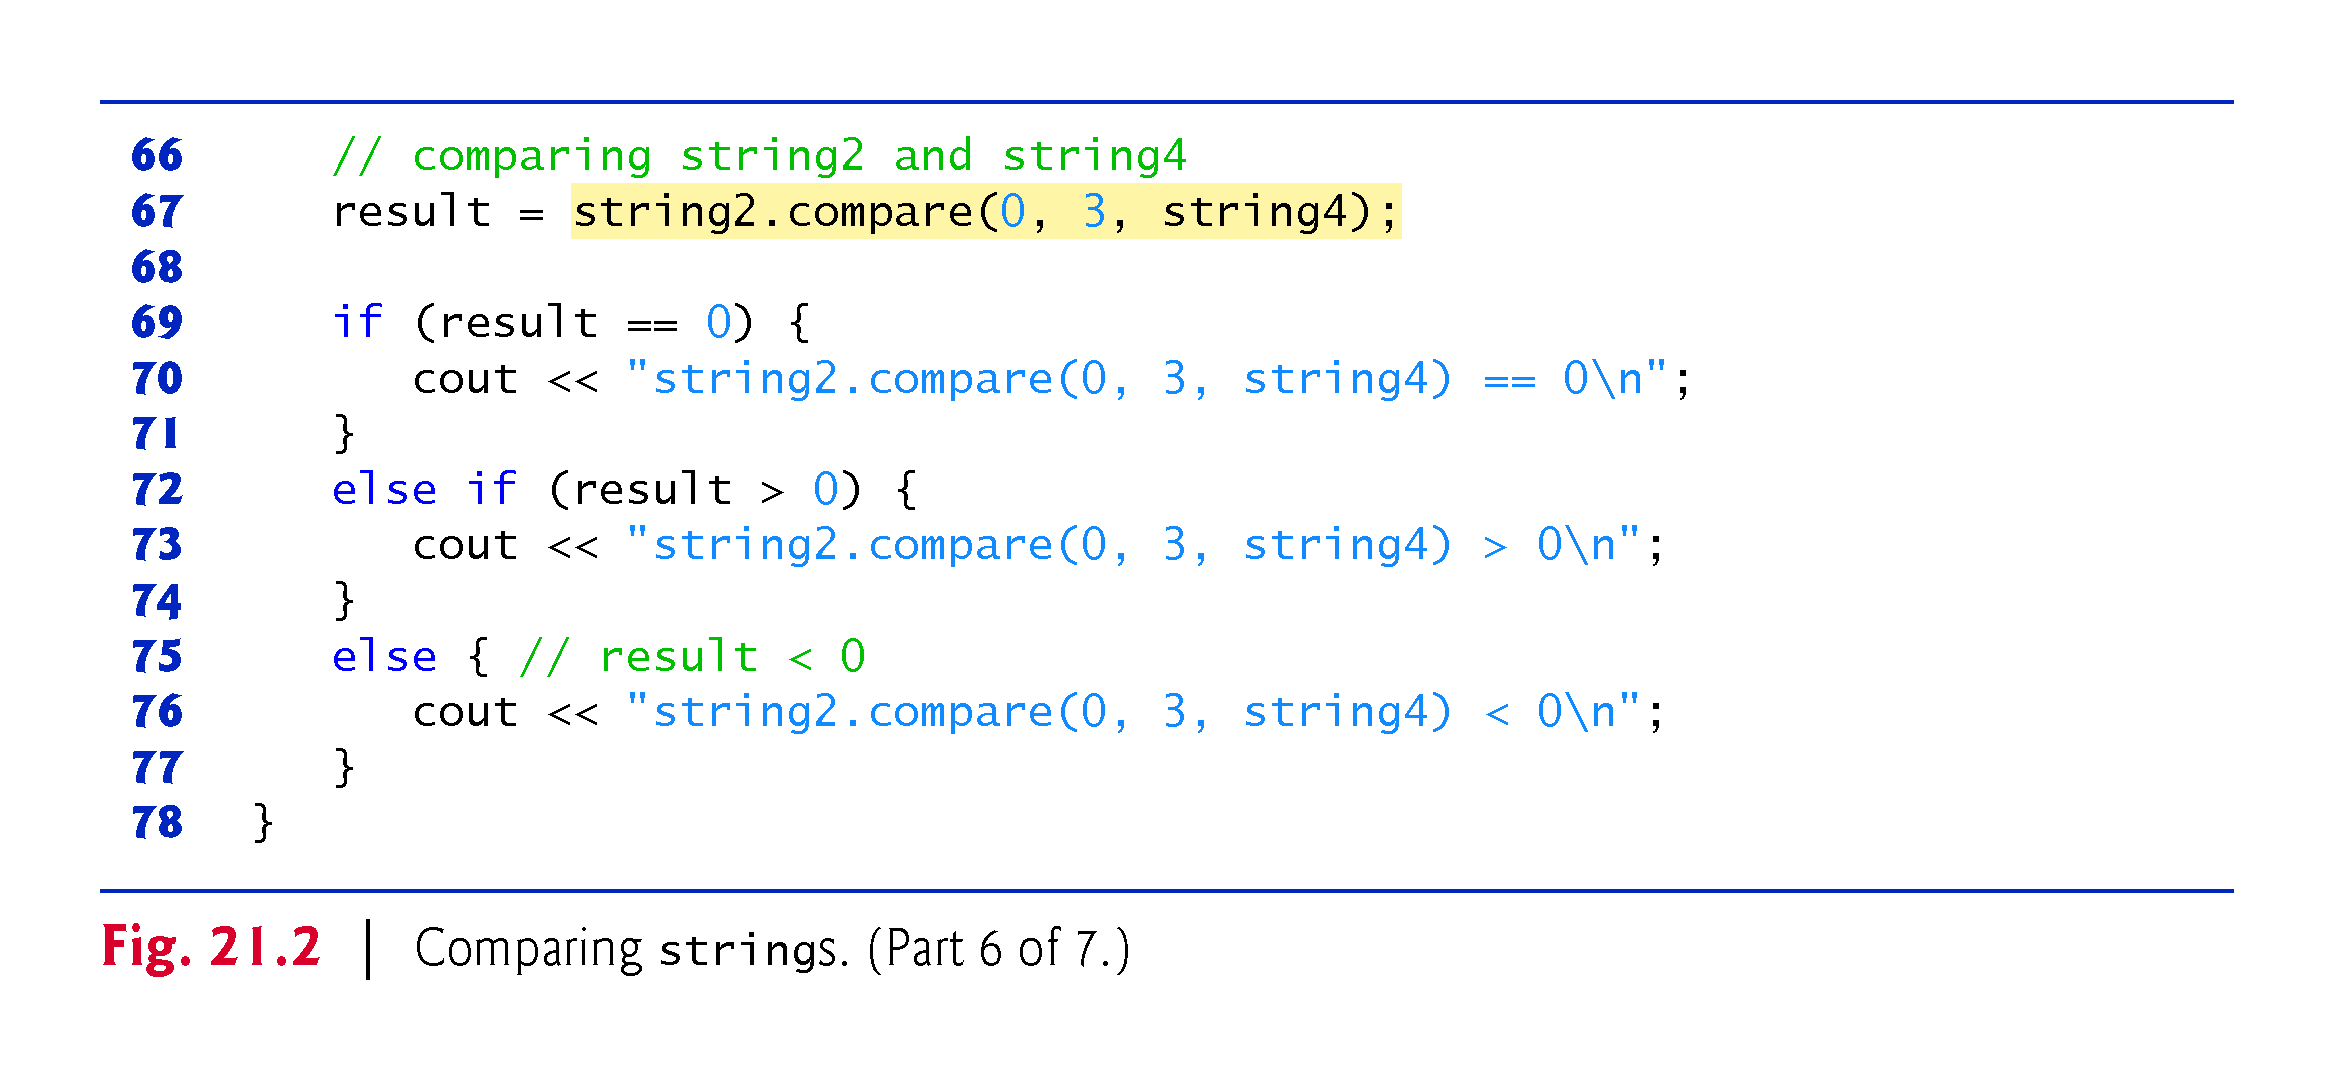 66 // comparing string2 and string4
67 result = string2.compare(0, 3, string4);
68
69 if (result == 0) {
70 cout << "string2.compare(0, 3, string4) == 0\n";
71 }
72 else if (result > 0) {
73 cout << "string2.compare(0, 3, string4) > 0\n";
74 }
75 else { // result < 0
76 cout << "string2.compare(0, 3, string4) < 0\n";
77 }
78 }
Fig. 21.2 | Comparing strings. (Part 6 of 7.)